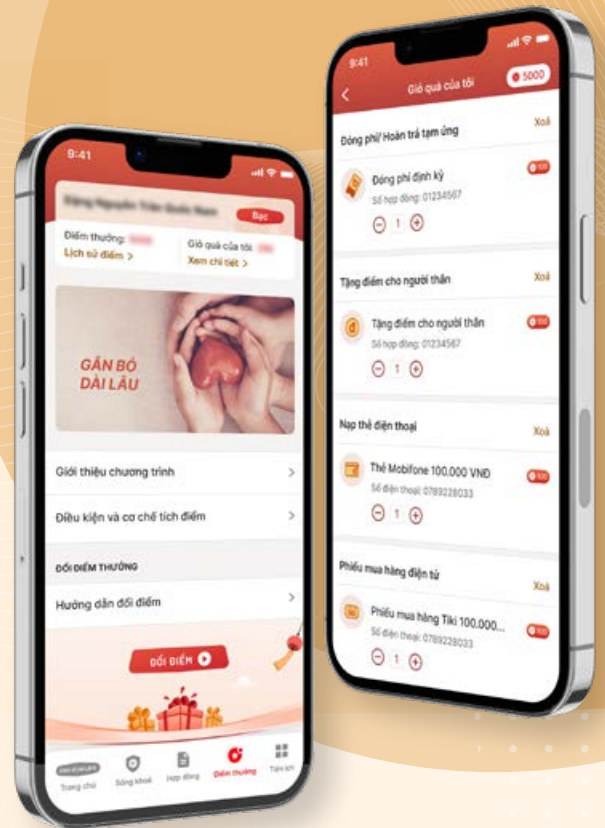 9:41
Bạc
Điểm thưởng:
Lịch sử điểm >
Giỏ quà của tôi:
Xem chi tiết >
GẮN BÓ
DÀI LÂU
Giới thiệu chương trình >
Điều kiện và cơ chế tích điểm >
ĐỔI ĐIỂM THƯỞNG
Hướng dẫn đổi điểm >
ĐỔI ĐIỂM
Trang chủ
Sống khoẻ
Hợp đồng
Điểm thưởng
Tiện ích
9:41
Giỏ quà của tôi
5000
Đóng phí/ Hoàn trả tạm ứng
Xoá
Đóng phí định kỳ
100
Số hợp đồng: 01234567
1
Tặng điểm cho người thân
Xoá
Tặng điểm cho người thân
100
Số hợp đồng: 01234567
1
Nạp thẻ điện thoại
Xoá
Thẻ Mobifone 100.000 VNĐ
100
Số điện thoại: 0789228033
1
Phiếu mua hàng điện tử
Xoá
Phiếu mua hàng Tiki 100.000...
100
Số điện thoại: 0789228033
1